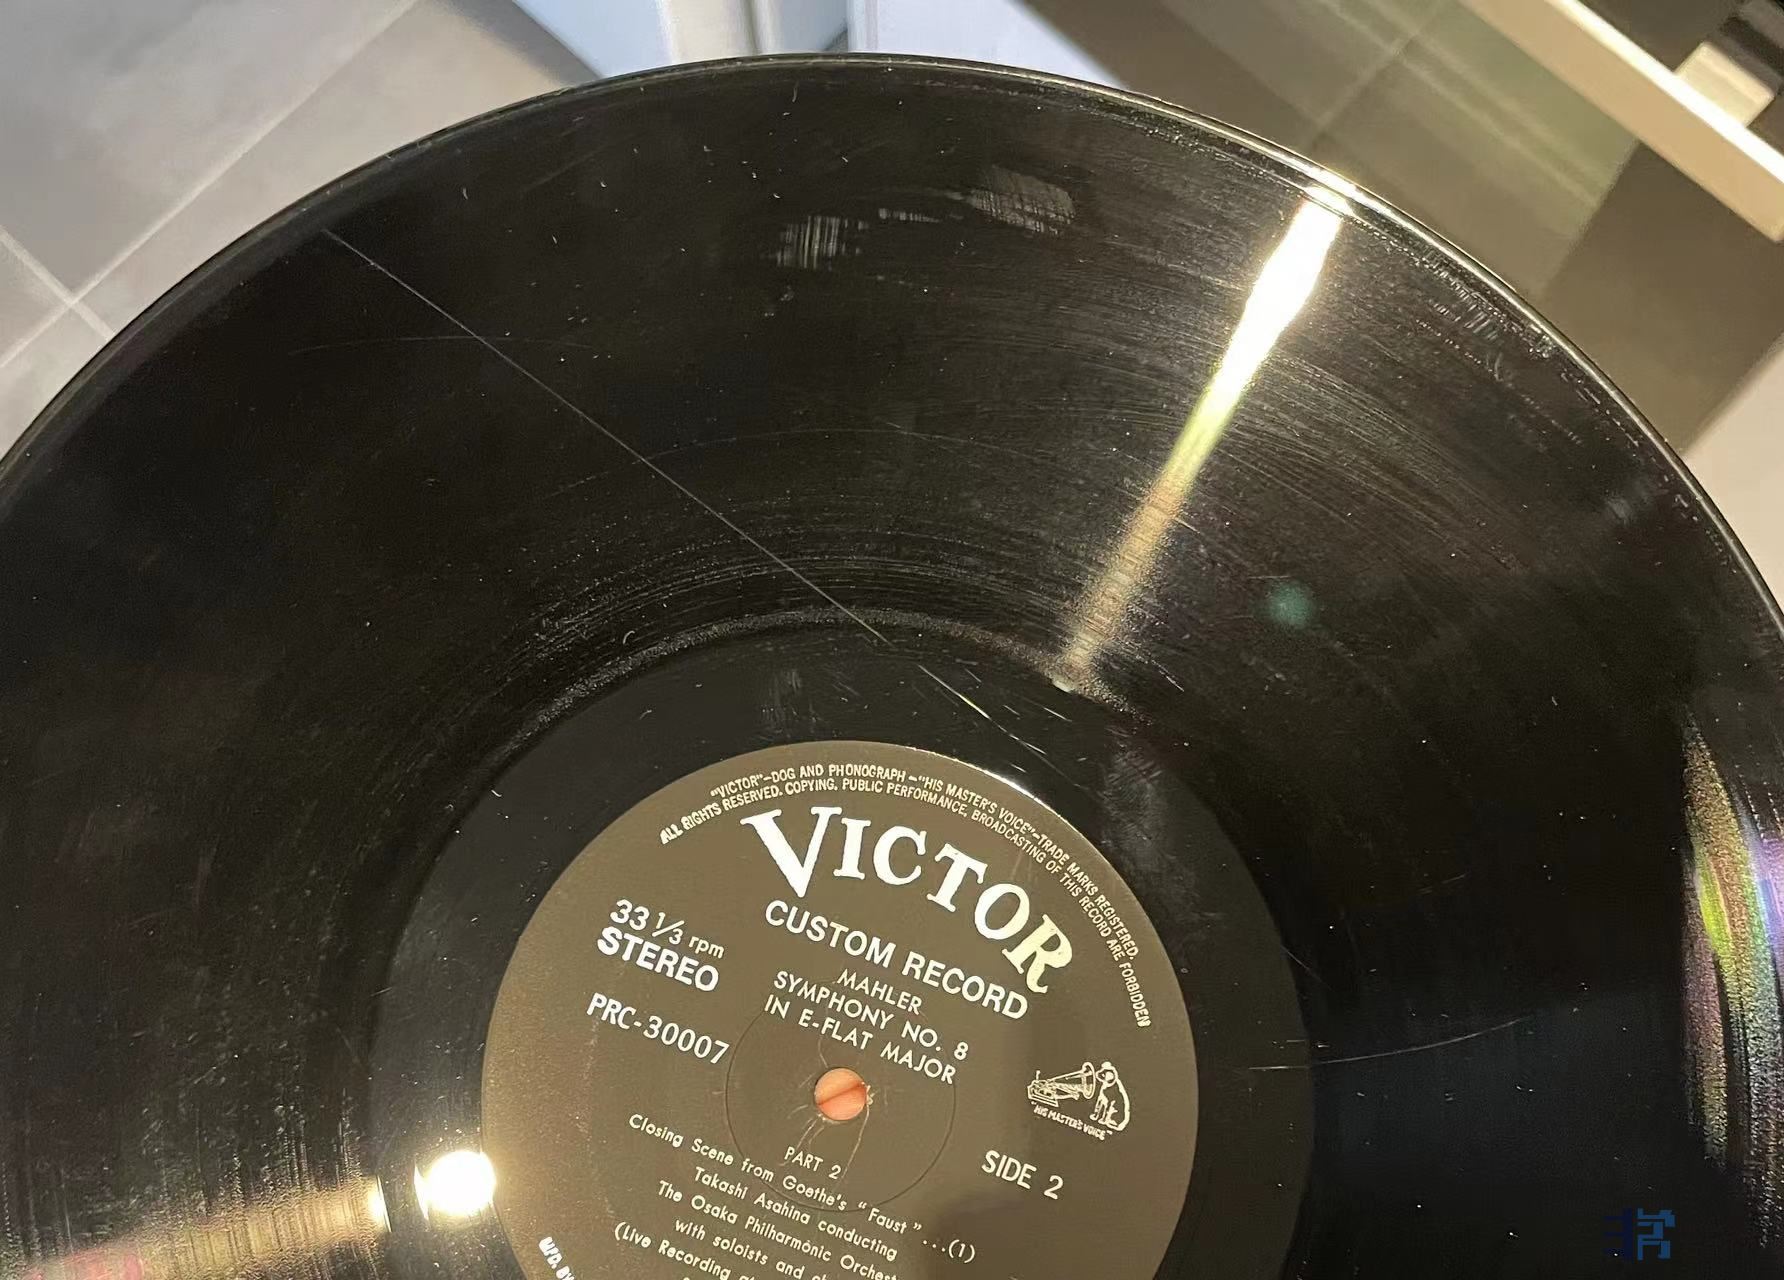 "VICTOR"–DOG AND PHONOGRAPH –"HIS MASTER'S VOICE"–TRADE MARKS REGISTERED.
ALL RIGHTS RESERVED. COPYING, PUBLIC PERFORMANCE, BROADCASTING OF THIS RECORD ARE FORBIDDEN
VICTOR
CUSTOM RECORD
33 1/3 rpm
STEREO
PRC-30007
MAHLER
SYMPHONY NO. 8
IN E-FLAT MAJOR
"HIS MASTER'S VOICE"
SIDE 2
PART 2
Closing Scene from Goethe's "Faust" ...(1)
Takashi Asahina conducting
The Osaka Philharmonic
with soloists and
(Live Recording
MFD.